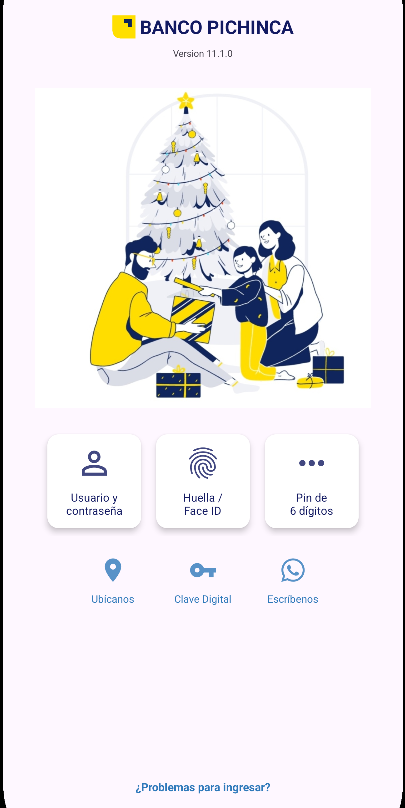 BANCO PICHINCA
Version 11.1.0
Usuario y
contraseña
Huella /
Face ID
Pin de
6 dígitos
Ubícanos
Clave Digital
Escríbenos
¿Problemas para ingresar?